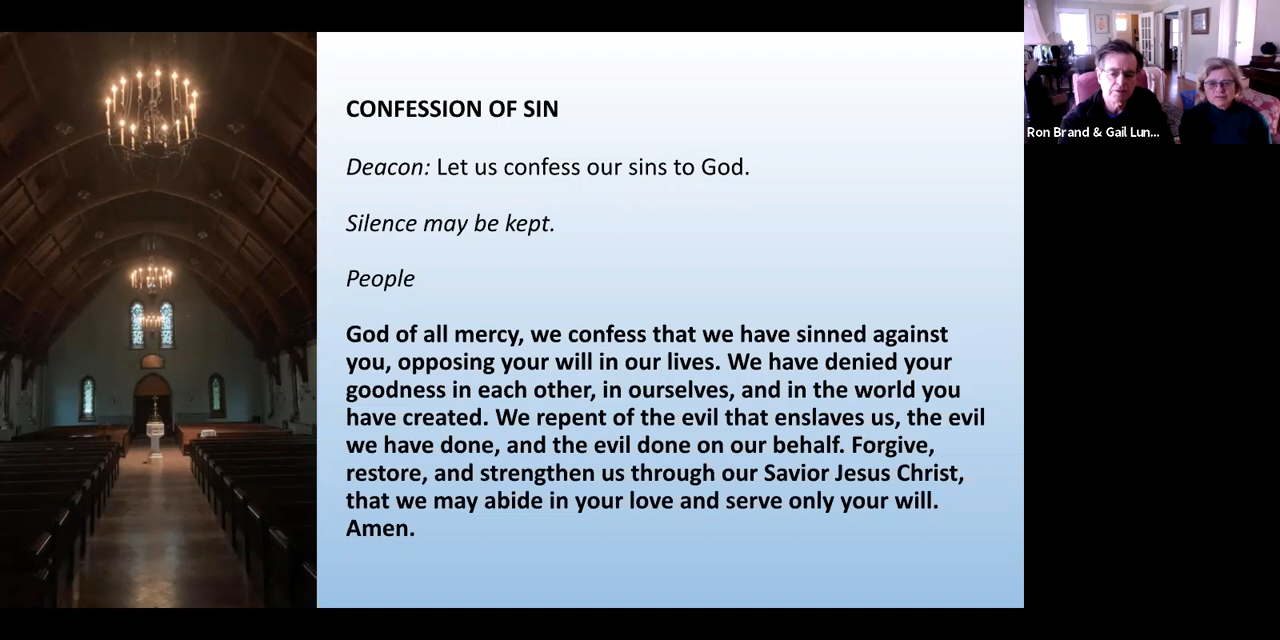 CONFESSION OF SIN
Deacon: Let us confess our sins to God.
Silence may be kept.
People
God of all mercy, we confess that we have sinned against
you, opposing your will in our lives. We have denied your
goodness in each other, in ourselves, and in the world you
have created. We repent of the evil that enslaves us, the evil
we have done, and the evil done on our behalf. Forgive,
restore, and strengthen us through our Savior Jesus Christ,
that we may abide in your love and serve only your will.
Amen.
Ron Brand & Gail Lun...